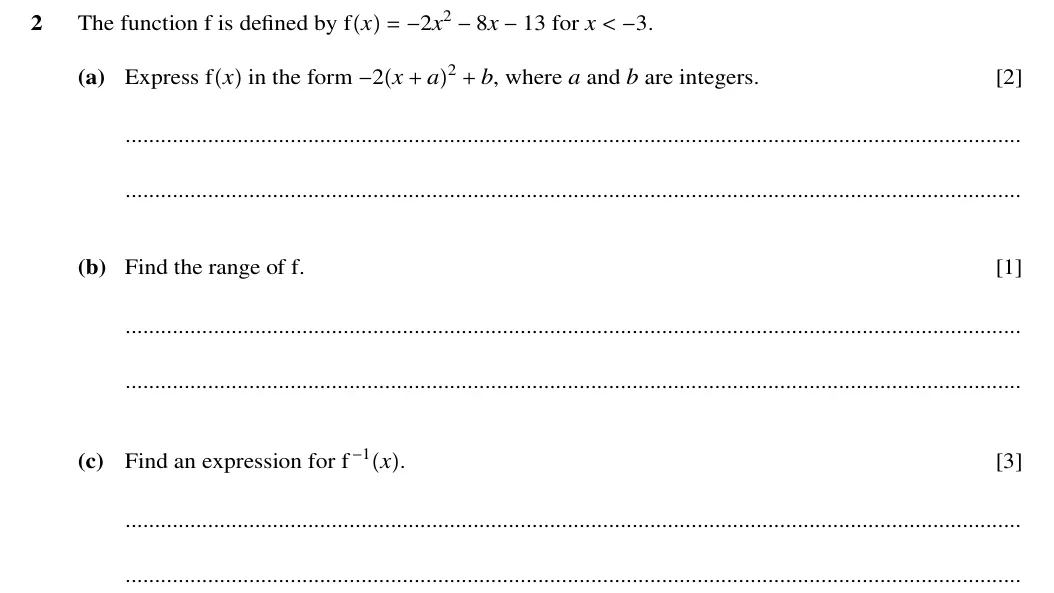 2 The function f is defined by f(x) = −2x² − 8x − 13 for x < −3.
(a) Express f(x) in the form −2(x + a)² + b, where a and b are integers. [2]
(b) Find the range of f. [1]
(c) Find an expression for f⁻¹(x). [3]